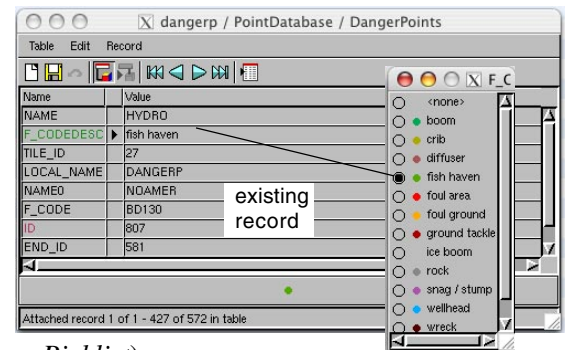 dangerp / PointDatabase / DangerPoints
Table Edit Record
Name Value
NAME HYDRO
F_CODEDESC fish haven
TILE_ID 27
LOCAL_NAME DANGERP
NAME0 NOAMER
F_CODE BD130
ID 807
END_ID 581
existing
record
Attached record 1 of 1 - 427 of 572 in table
X F_C
<none>
boom
crib
diffuser
fish haven
foul area
foul ground
ground tackle
ice boom
rock
snag / stump
wellhead
wreck